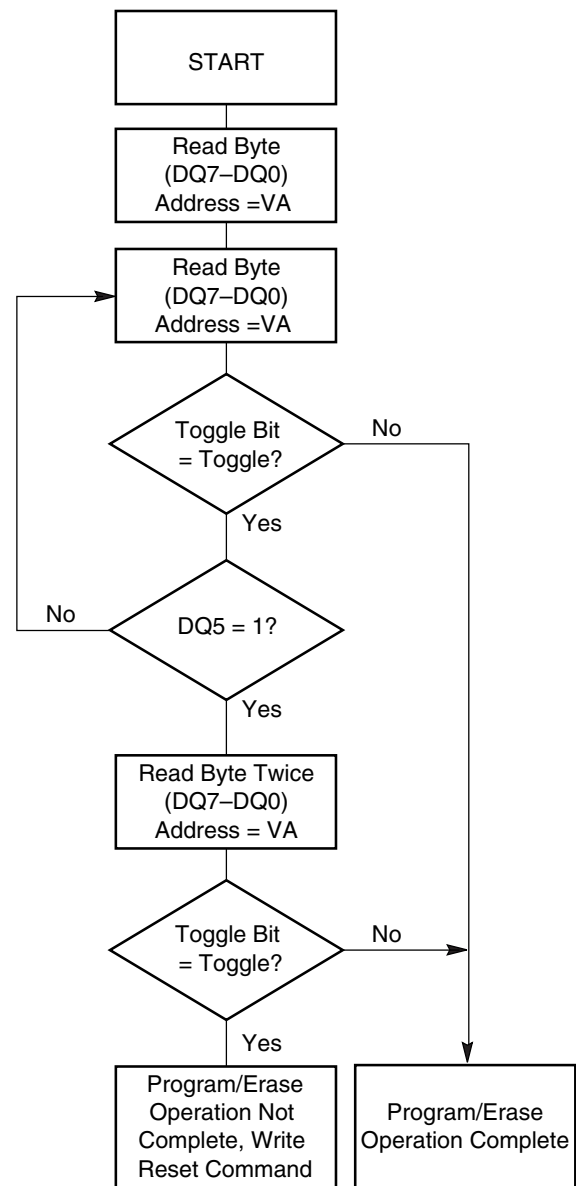 START
Read Byte
(DQ7–DQ0)
Address =VA
Read Byte
(DQ7–DQ0)
Address =VA
Toggle Bit
= Toggle?
No
Yes
No
DQ5 = 1?
Yes
Read Byte Twice
(DQ7–DQ0)
Address = VA
Toggle Bit
= Toggle?
No
Yes
Program/Erase
Operation Not
Complete, Write
Reset Command
Program/Erase
Operation Complete